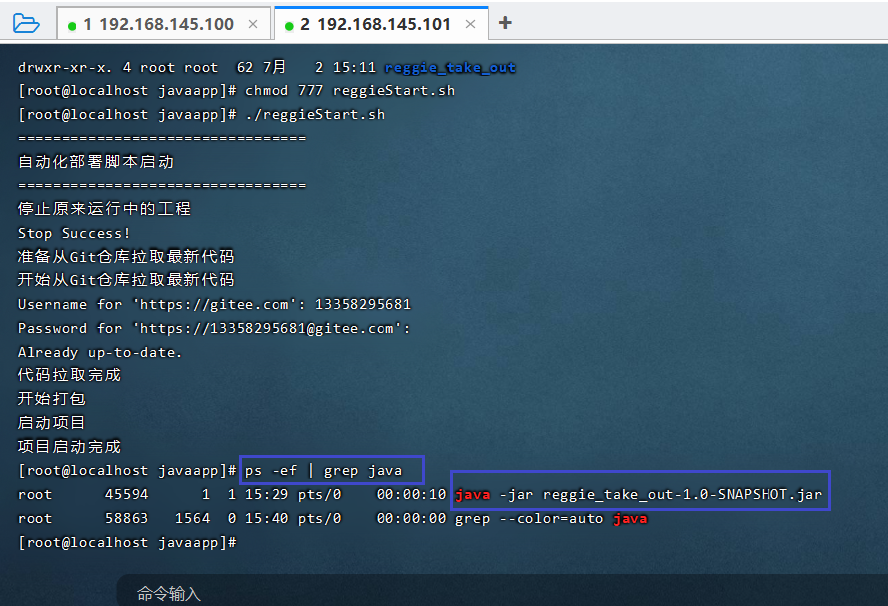 1 192.168.145.100 ×
2 192.168.145.101 × +
drwxr-xr-x. 4 root root  62 7月   2 15:11 reggie_take_out
[root@localhost javaapp]# chmod 777 reggieStart.sh
[root@localhost javaapp]# ./reggieStart.sh
=================================
自动化部署脚本启动
=================================
停止原来运行中的工程
Stop Success!
准备从Git仓库拉取最新代码
开始从Git仓库拉取最新代码
Username for 'https://gitee.com': 13358295681
Password for 'https://13358295681@gitee.com':
Already up-to-date.
代码拉取完成
开始打包
启动项目
项目启动完成
[root@localhost javaapp]# ps -ef | grep java
root      45594      1  1 15:29 pts/0    00:00:10 java -jar reggie_take_out-1.0-SNAPSHOT.jar
root      58863   1564  0 15:40 pts/0    00:00:00 grep --color=auto java
[root@localhost javaapp]#
命令输入